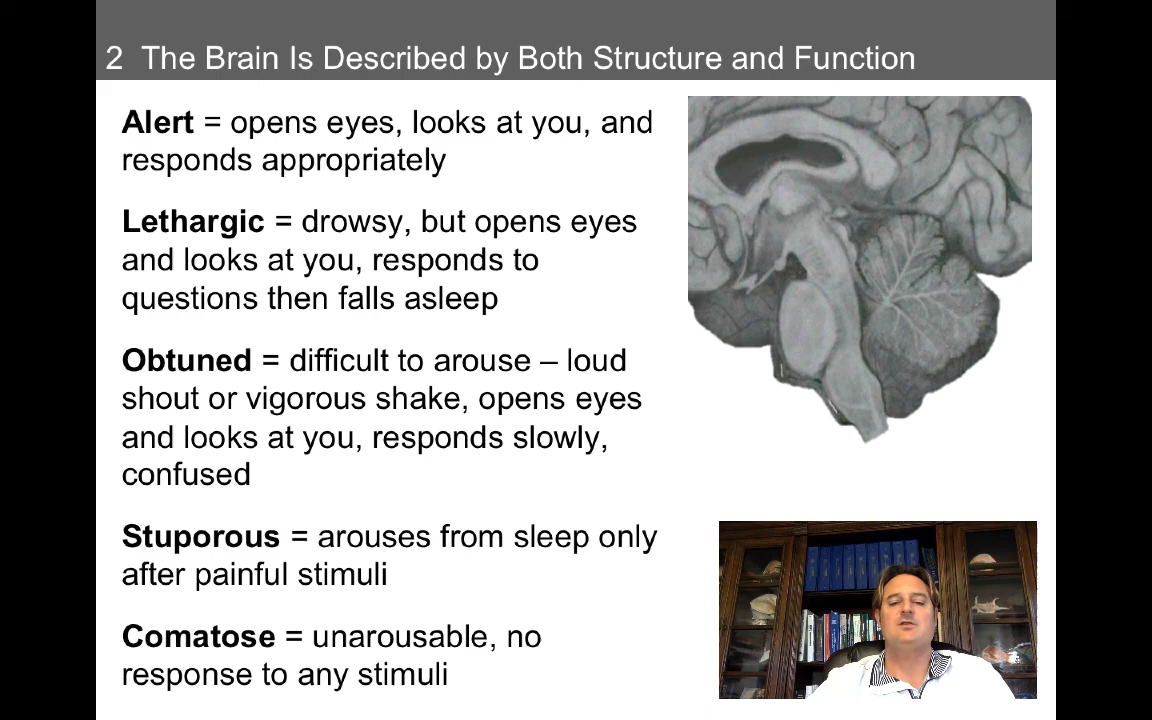 2 The Brain Is Described by Both Structure and Function
Alert = opens eyes, looks at you, and
responds appropriately
Lethargic = drowsy, but opens eyes
and looks at you, responds to
questions then falls asleep
Obtuned = difficult to arouse – loud
shout or vigorous shake, opens eyes
and looks at you, responds slowly,
confused
Stuporous = arouses from sleep only
after painful stimuli
Comatose = unarousable, no
response to any stimuli